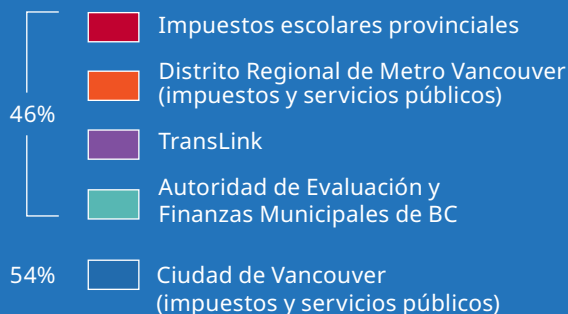 Impuestos escolares provinciales
Distrito Regional de Metro Vancouver
(impuestos y servicios públicos)
46%
TransLink
Autoridad de Evaluación y
Finanzas Municipales de BC
54%
Ciudad de Vancouver
(impuestos y servicios públicos)